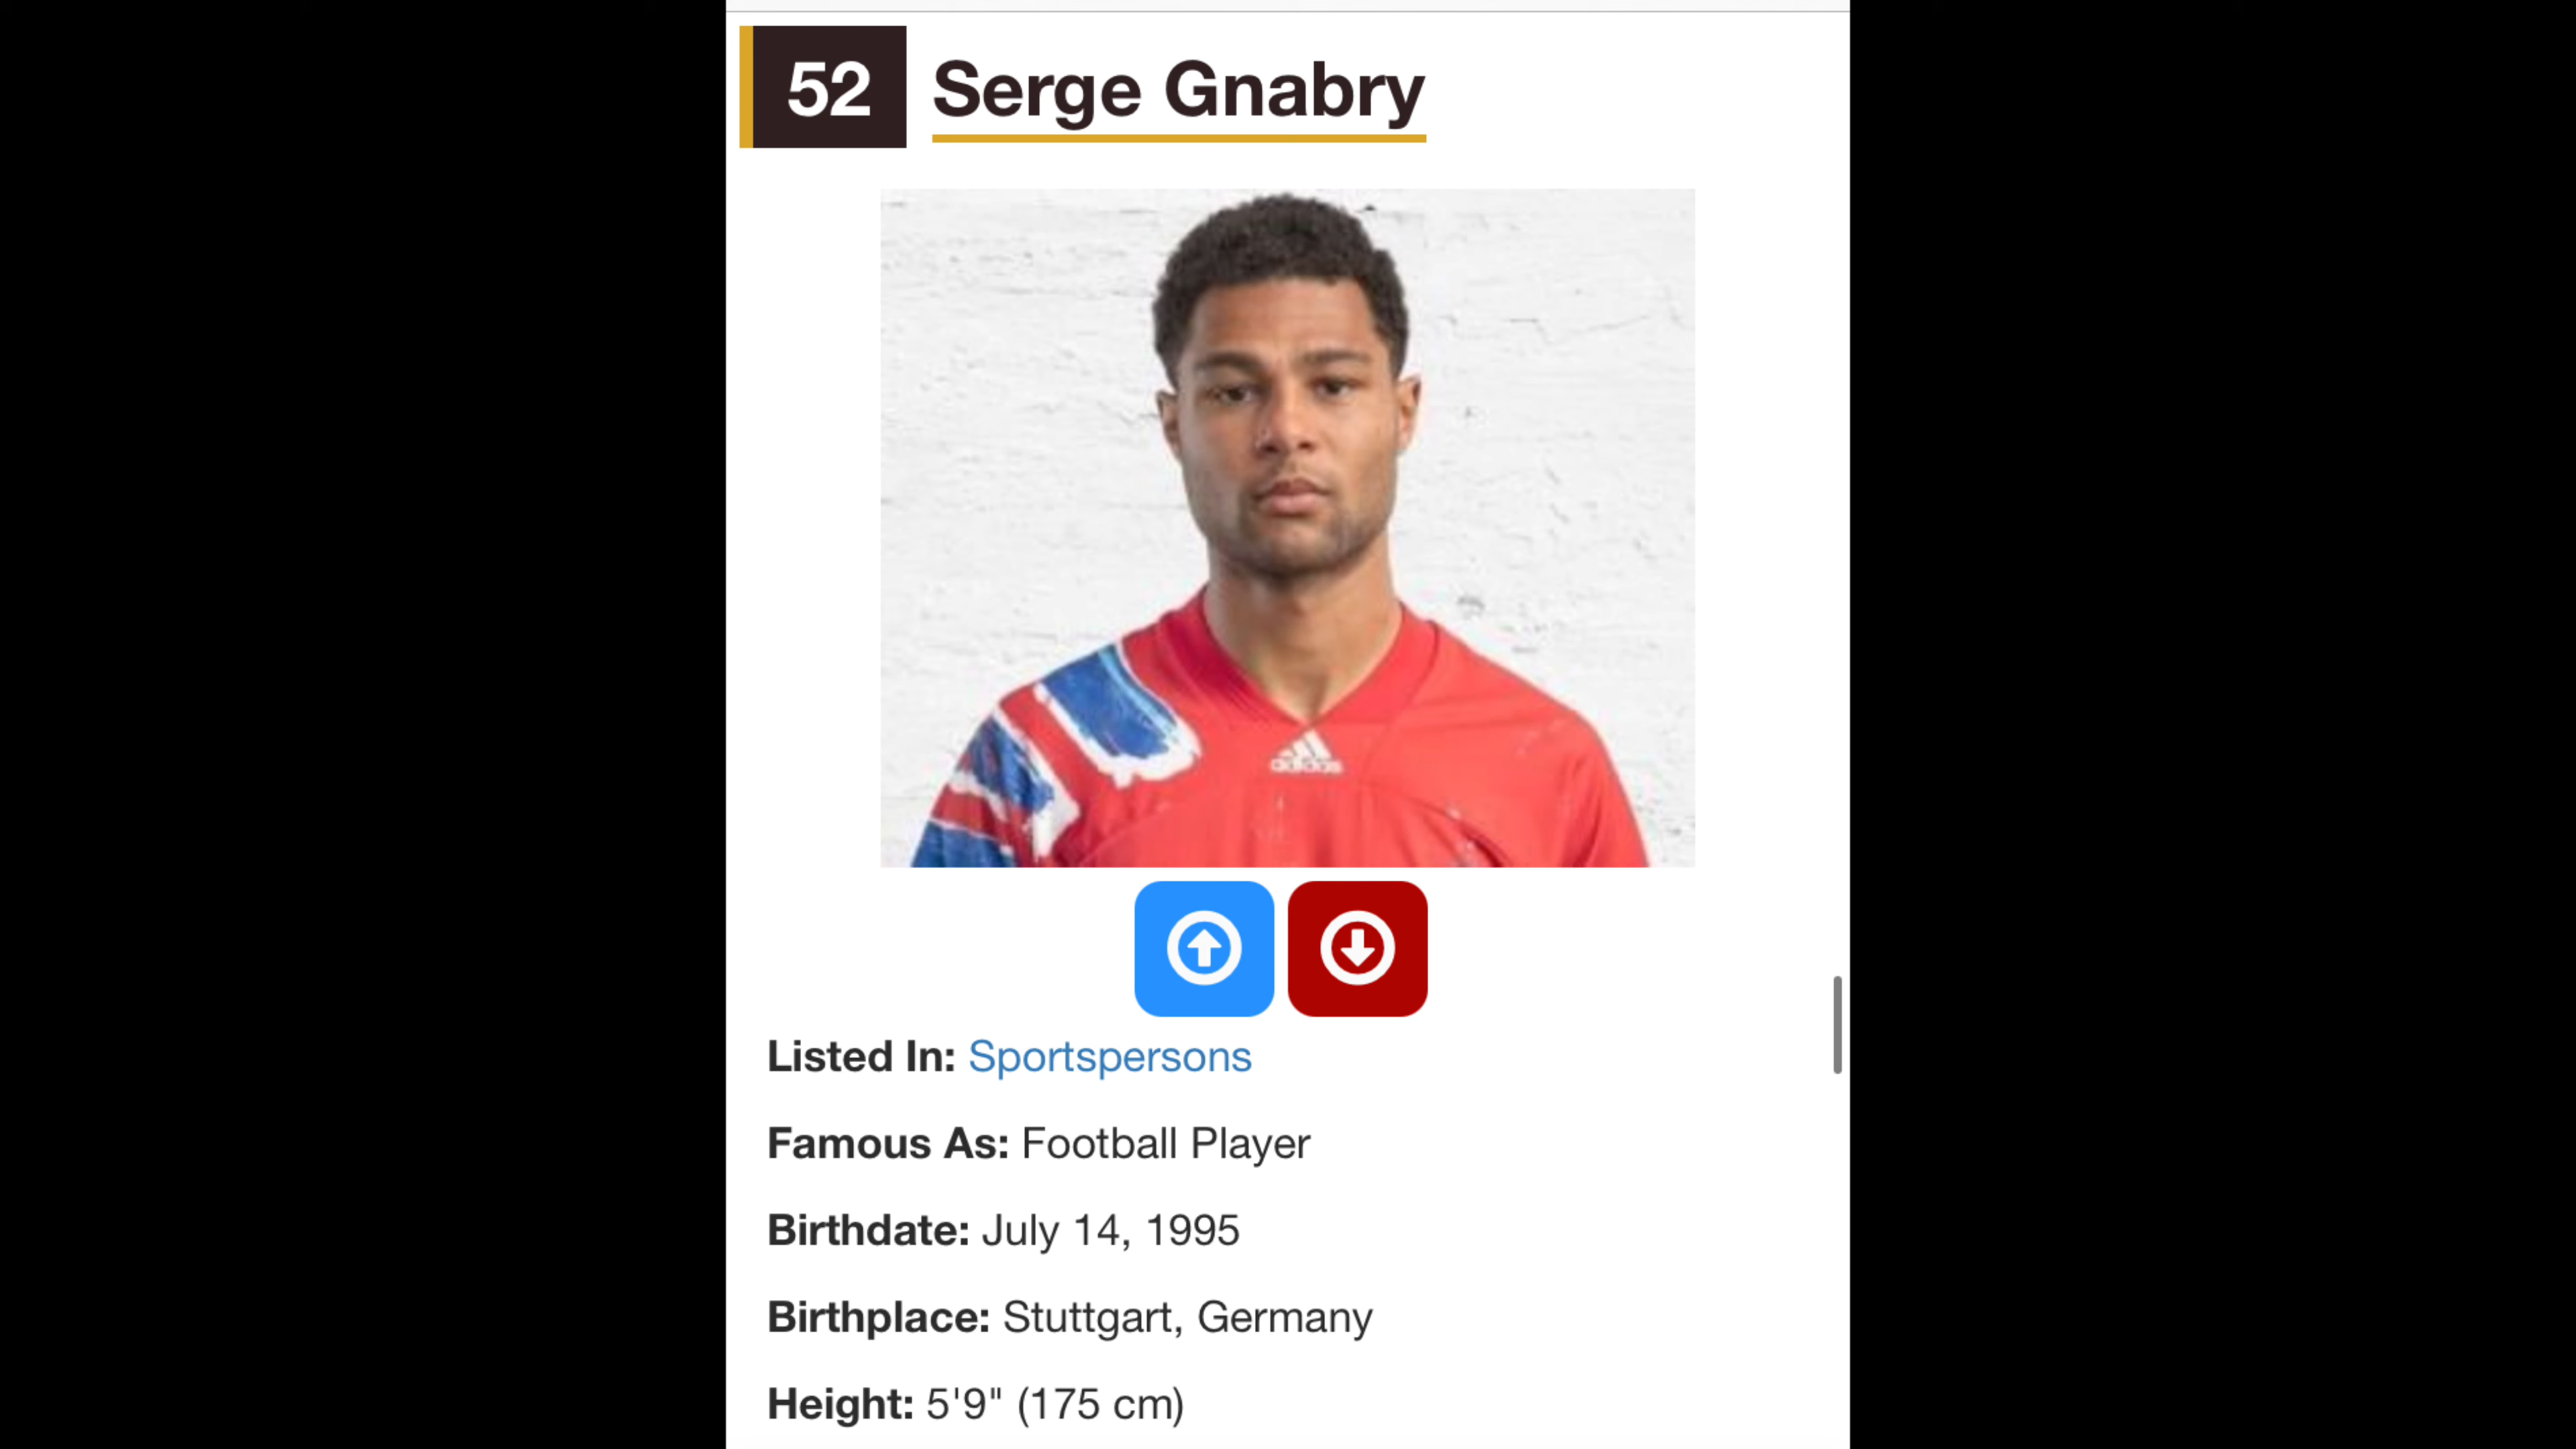 52 Serge Gnabry
adidas
Listed In: Sportspersons
Famous As: Football Player
Birthdate: July 14, 1995
Birthplace: Stuttgart, Germany
Height: 5'9" (175 cm)